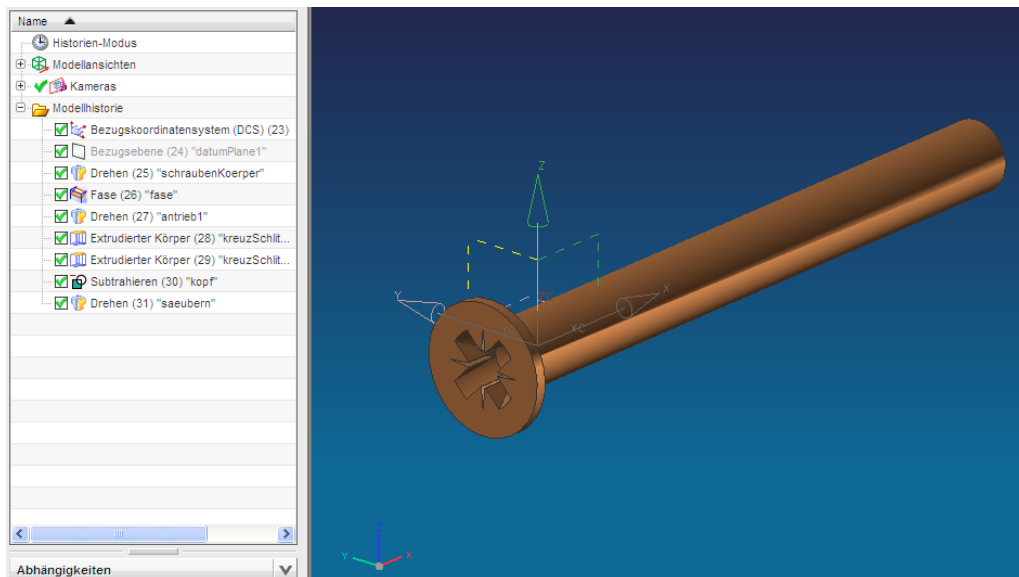 Name
Historien-Modus
Modellansichten
Kameras
Modellhistorie
Bezugskoordinatensystem (DCS) (23)
Bezugsebene (24) "datumPlane1"
Drehen (25) "schraubenKoerper"
Fase (26) "fase"
Drehen (27) "antrieb1"
Extrudierter Körper (28) "kreuzSchlit...
Extrudierter Körper (29) "kreuzSchlit...
Subtrahieren (30) "kopf"
Drehen (31) "saeubern"
Abhängigkeiten
Z
Y
X
XC
Z
Y
X